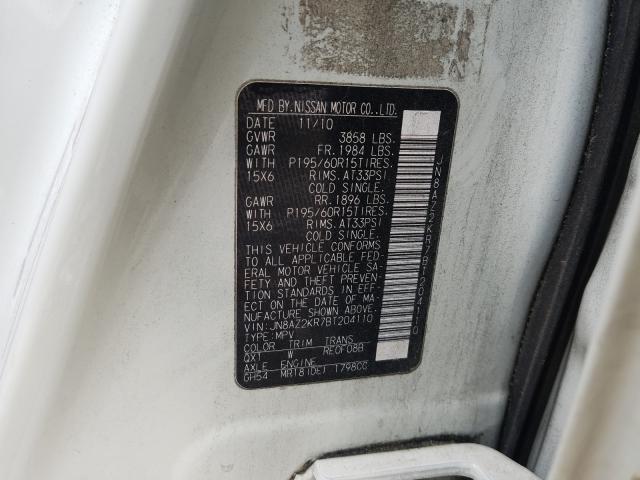 MFD BY.NISSAN MOTOR CO.,LTD.
DATE 11/10
GVWR 3858 LBS.
GAWR FR. 1984 LBS.
WITH P195/60R15TIRES.
15X6 RIMS.AT33PSI
COLD SINGLE.
GAWR RR. 1896 LBS.
WITH P195/60R15TIRES.
15X6 RIMS.AT33PSI
COLD SINGLE.
THIS VEHICLE CONFORMS
TO ALL APPLICABLE FED-
ERAL MOTOR VEHICLE SA-
FETY AND THEFT PREVEN-
TION STANDARDS IN EFF-
ECT ON THE DATE OF MA-
NUFACTURE SHOWN ABOVE
VIN:JN8AZ2KR7BT204110
TYPE:MPV
COLOR TRIM TRANS
QX1 W RE0F08B
AXLE ENGINE
GH54 MR18(DE) 1798CC
JN8AZ2KR7BT204110